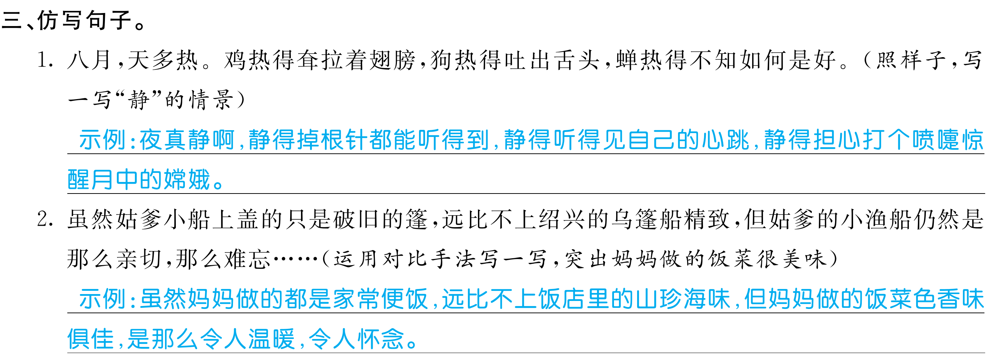 三、仿写句子。
1. 八月,天多热。鸡热得耷拉着翅膀,狗热得吐出舌头,蝉热得不知如何是好。(照样子,写
一写“静”的情景)
示例:夜真静啊,静得掉根针都能听得到,静得听得见自己的心跳,静得担心打个喷嚏惊
醒月中的嫦娥。
2. 虽然姑爹小船上盖的只是破旧的篷,远比不上绍兴的乌篷船精致,但姑爹的小渔船仍然是
那么亲切,那么难忘……(运用对比手法写一写,突出妈妈做的饭菜很美味)
示例:虽然妈妈做的都是家常便饭,远比不上饭店里的山珍海味,但妈妈做的饭菜色香味
俱佳,是那么令人温暖,令人怀念。